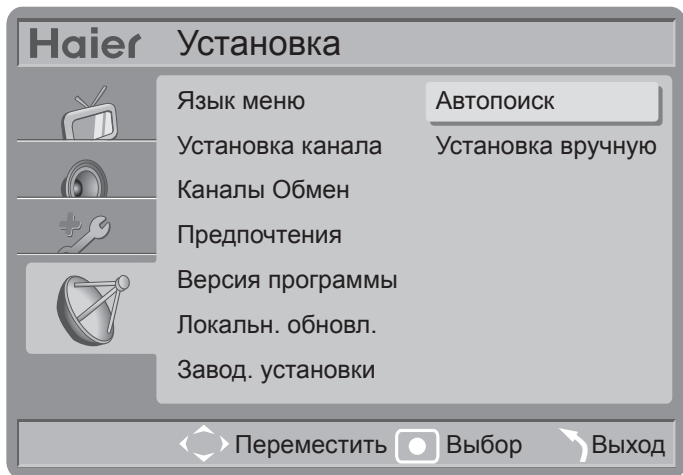 Haier Установка
Язык меню Автопоиск
Установка канала Установка вручную
Каналы Обмен
Предпочтения
Версия программы
Локальн. обновл.
Завод. установки
Переместить Выбор Выход